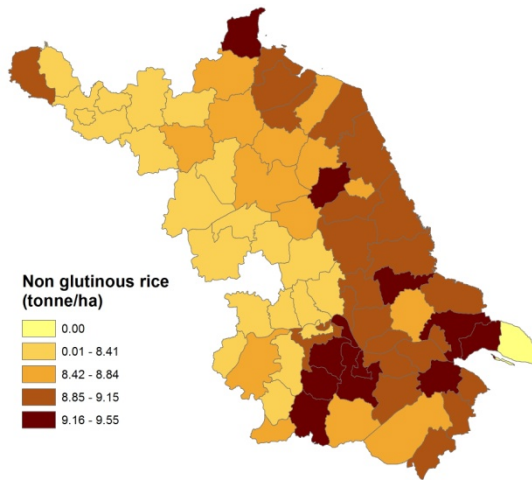 Non glutinous rice
(tonne/ha)
0.00
0.01 - 8.41
8.42 - 8.84
8.85 - 9.15
9.16 - 9.55